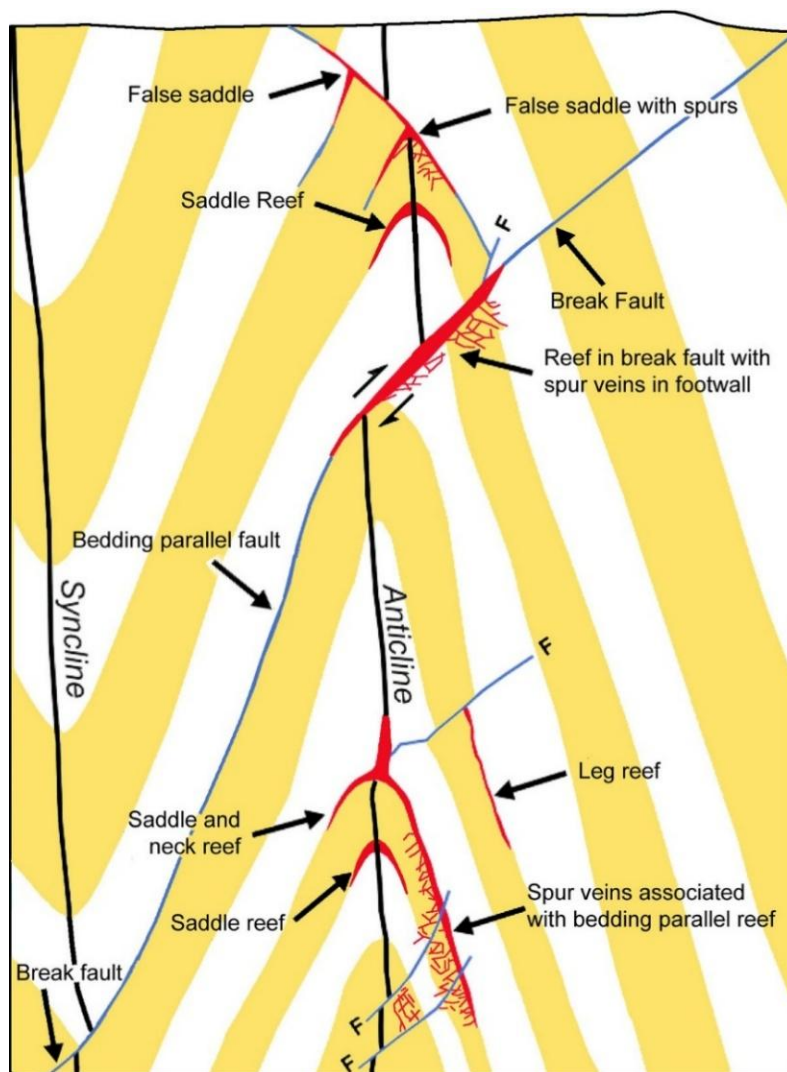 False saddle
False saddle with spurs
Saddle Reef
F
Break Fault
Reef in break fault with
spur veins in footwall
Bedding parallel fault
Syncline
Anticline
F
Leg reef
Saddle and
neck reef
Saddle reef
Spur veins associated
with bedding parallel reef
Break fault
F
F